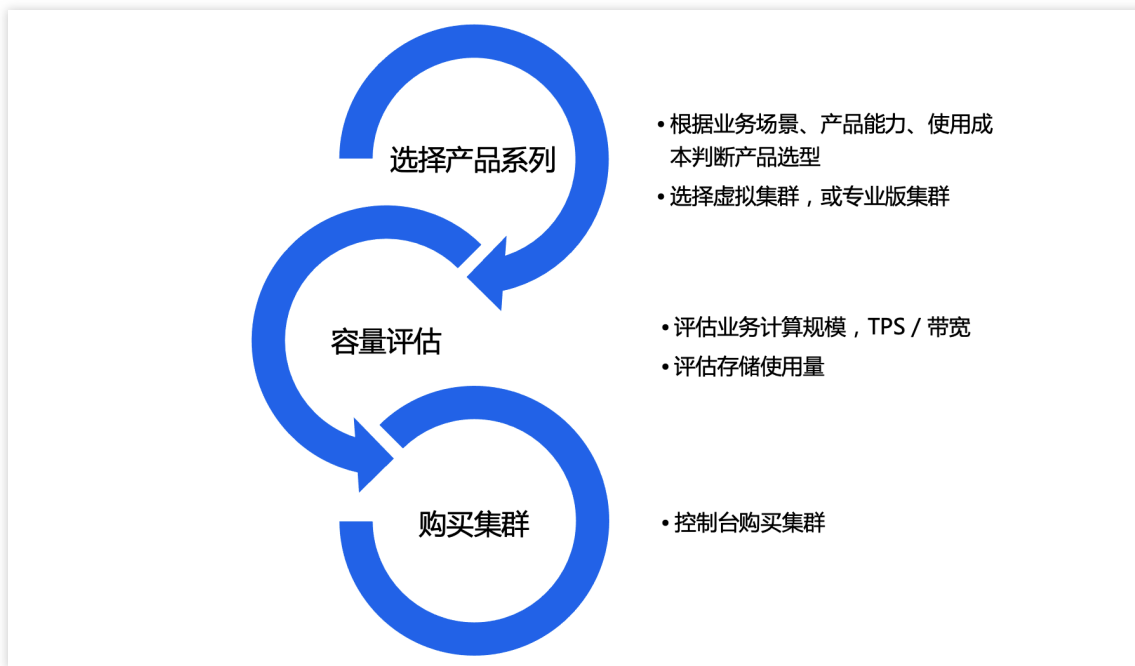 选择产品系列
• 根据业务场景、产品能力、使用成
本判断产品选型
• 选择虚拟集群，或专业版集群
容量评估
• 评估业务计算规模，TPS / 带宽
• 评估存储使用量
购买集群
• 控制台购买集群